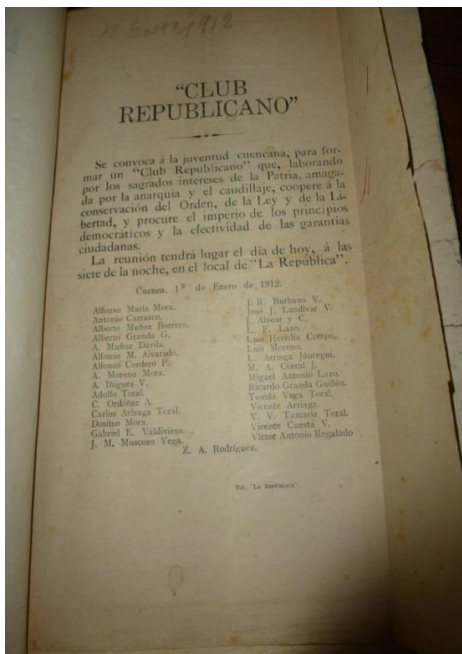 1º Enero/1912
"CLUB
REPUBLICANO"
Se convoca á la juventud cuencana, para for-
mar un "Club Republicano" que, laborando
por los sagrados intereses de la Patria, amaga-
da por la anarquia y el caudillaje, coopere á la
conservación del Orden, de la Ley y de la Li-
bertad, y procure el imperio de los principios
democráticos y la efectividad de las garantías
ciudadanas.
La reunión tendrá lugar el día de hoy, á las
siete de la noche, en el local de "La República".
Cuenca, 1º de Enero de 1912.
Alfonso María Mora.
Antonio Carrasco.
Alberto Muñoz Borrero.
Alberto Granda G.
A. Muñoz Dávila.
Alfonso M. Alvarado.
Alfonso Cordero P.
A. Moreno Mora.
A. Iñiguez V.
Adolfo Toral.
C. Ordóñez A.
Carlos Arízaga Toral.
Dositeo Mora.
Gabriel E. Valdivieso.
J. M. Moscoso Vega.
J. R. Burbano V.
José J. Landívar V.
Alvear y C.
L. F. Lazo.
Luis Heredia Crespo.
Luis Moreno.
L. Arriaga Jáuregui.
M. A. Corral J.
Miguel Antonio Lazo.
Ricardo Granda Guillén.
Tomás Vega Toral.
Vicente Arriaga.
V. V. Tamariz Toral.
Vicente Cuesta V.
Víctor Antonio Regalado
Z. A. Rodríguez.
Tip. "La República"